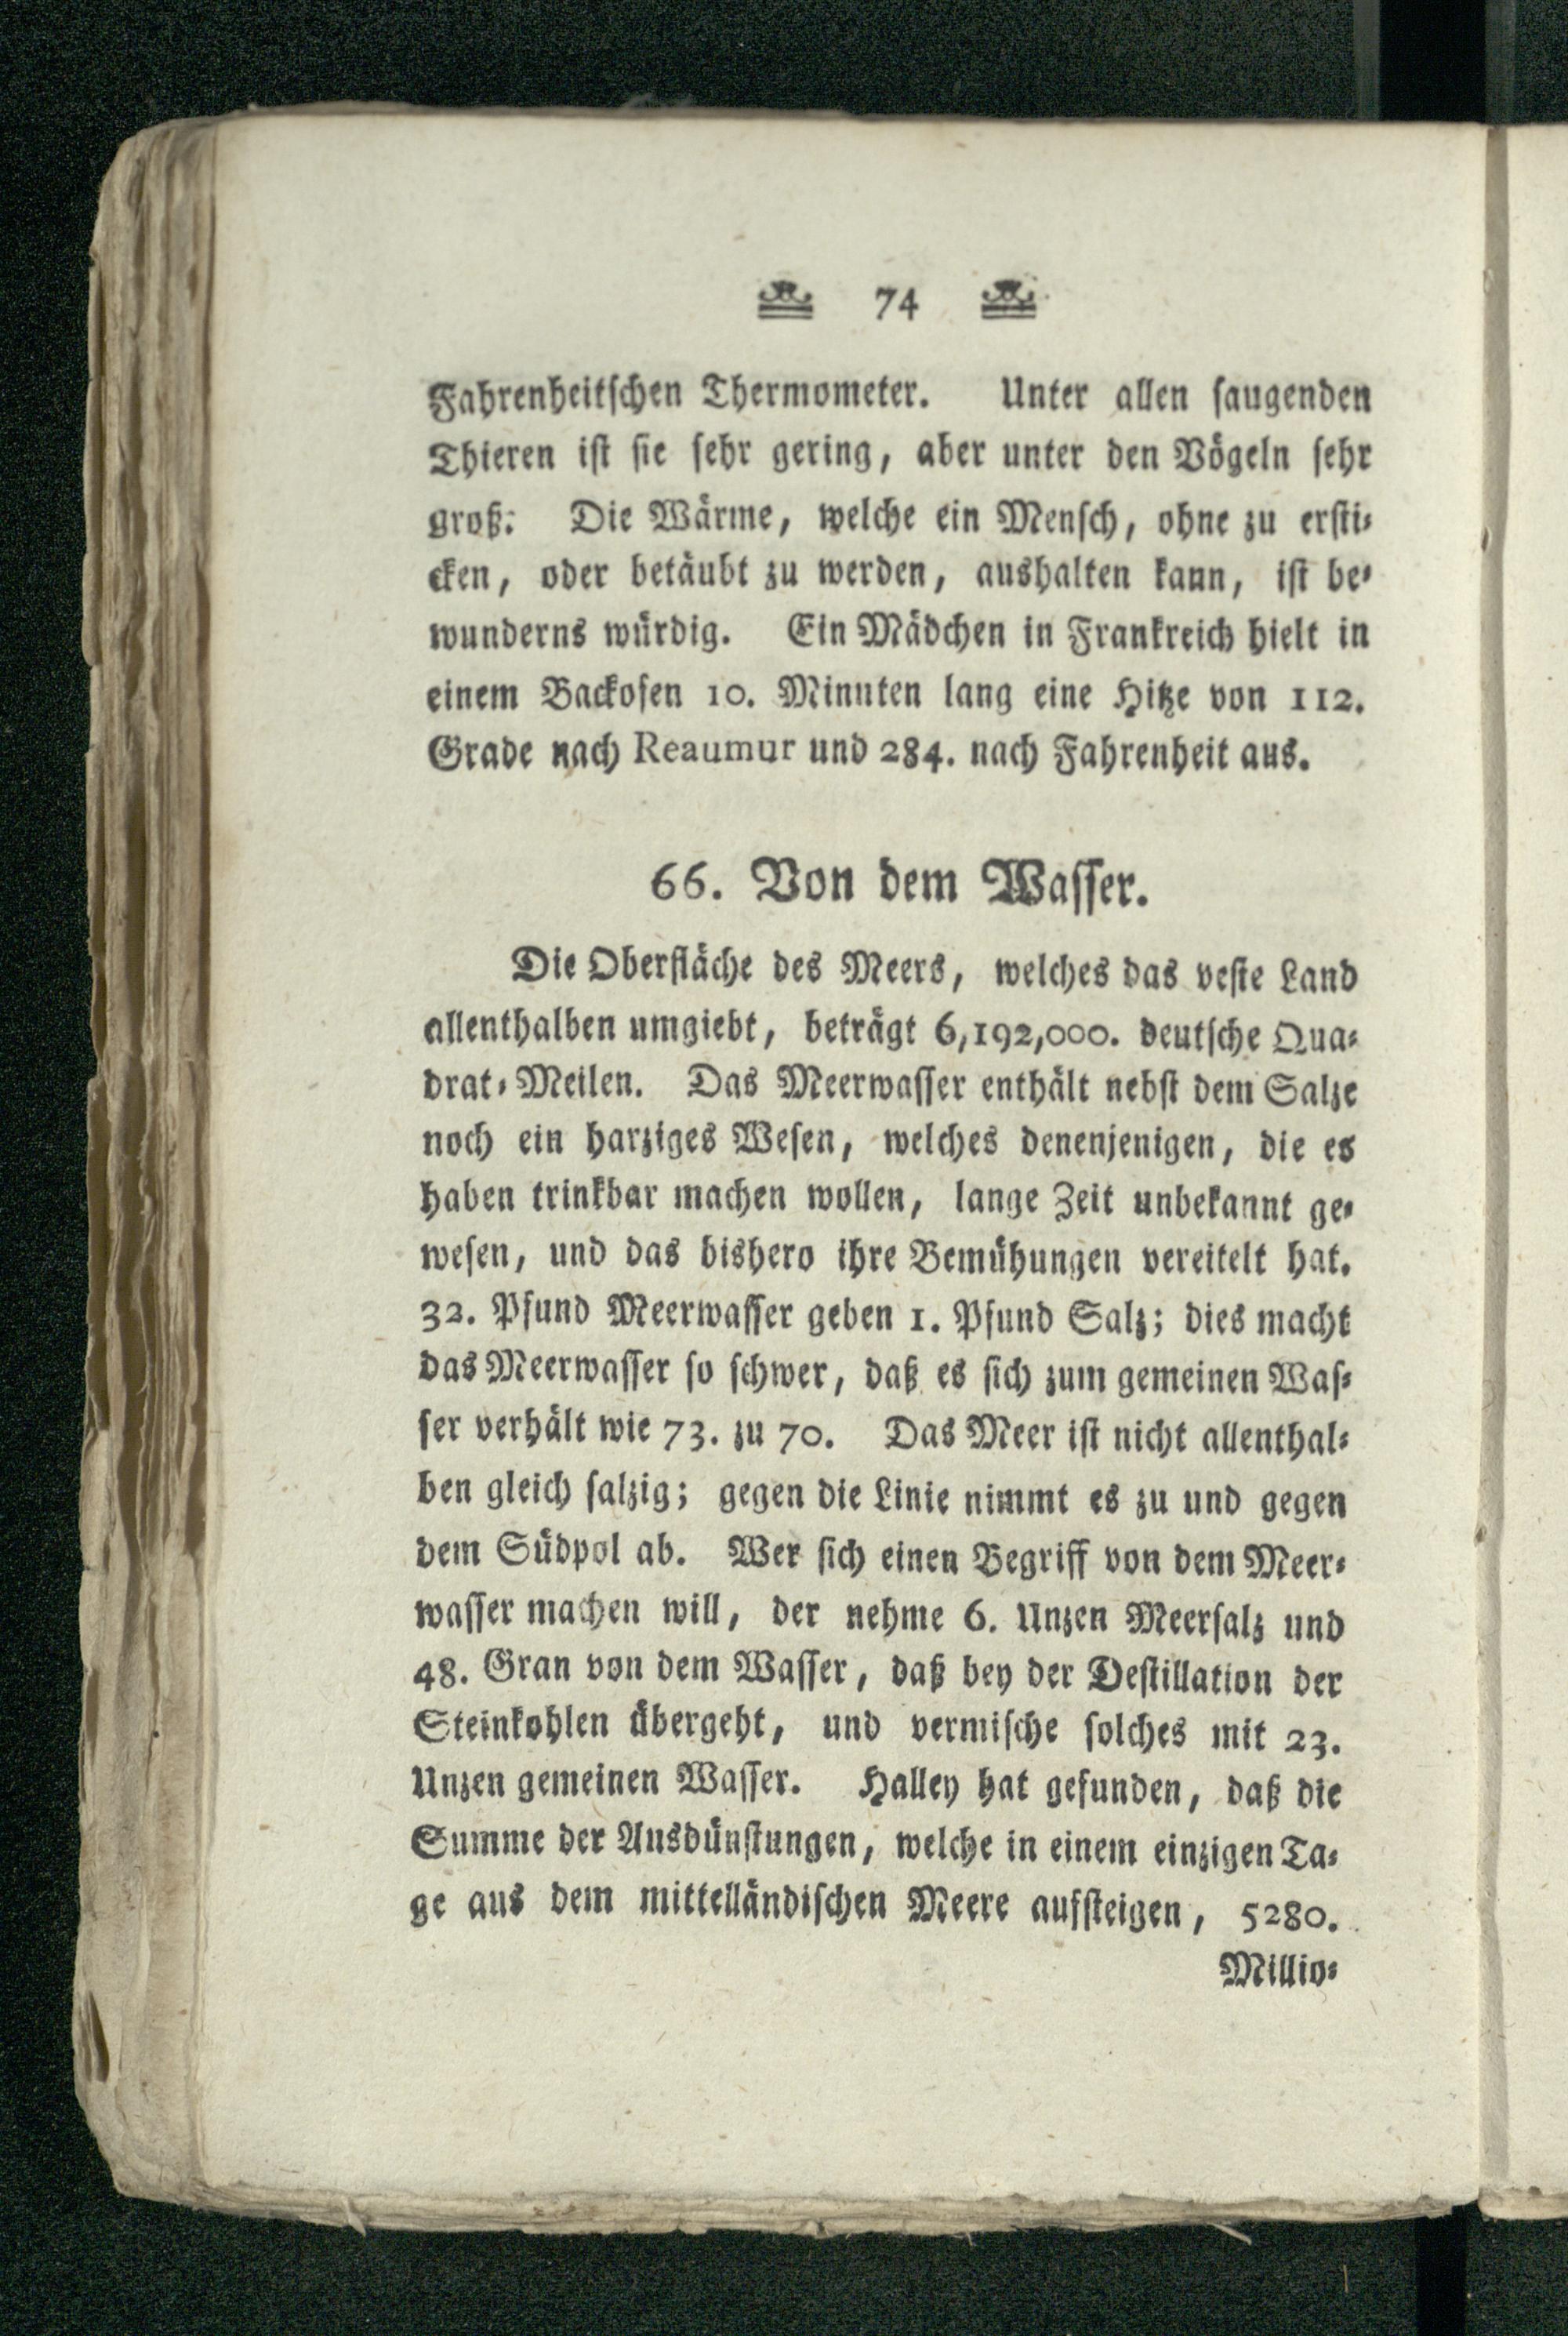 74
Fahrenheitschen Thermometer. Unter allen saugenden
Thieren ist sie sehr gering, aber unter den Vögeln sehr
groß. Die Wärme, welche ein Mensch, ohne zu ersti-
cken, oder betäubt zu werden, aushalten kann, ist be-
wunderns würdig. Ein Mädchen in Frankreich hielt in
einem Backofen 10. Minuten lang eine Hitze von 112.
Grade nach Reaumur und 284. nach Fahrenheit aus.
66. Von dem Wasser.
Die Oberfläche des Meers, welches das veste Land
allenthalben umgiebt, beträgt 6,192,000. deutsche Qua-
drat-Meilen. Das Meerwasser enthält nebst dem Salze
noch ein harziges Wesen, welches denenjenigen, die es
haben trinkbar machen wollen, lange Zeit unbekannt ge-
wesen, und das bishero ihre Bemühungen vereitelt hat.
32. Pfund Meerwasser geben 1. Pfund Salz; dies macht
das Meerwasser so schwer, daß es sich zum gemeinen Was-
ser verhält wie 73. zu 70. Das Meer ist nicht allenthal-
ben gleich salzig; gegen die Linie nimmt es zu und gegen
dem Südpol ab. Wer sich einen Begriff von dem Meer-
wasser machen will, der nehme 6. Unzen Meersalz und
48. Gran von dem Wasser, daß bey der Destillation der
Steinkohlen übergeht, und vermische solches mit 23.
Unzen gemeinen Wasser. Halley hat gefunden, daß die
Summe der Ausdünstungen, welche in einem einzigen Ta-
ge aus dem mittelländischen Meere aufsteigen, 5280.
Millio-